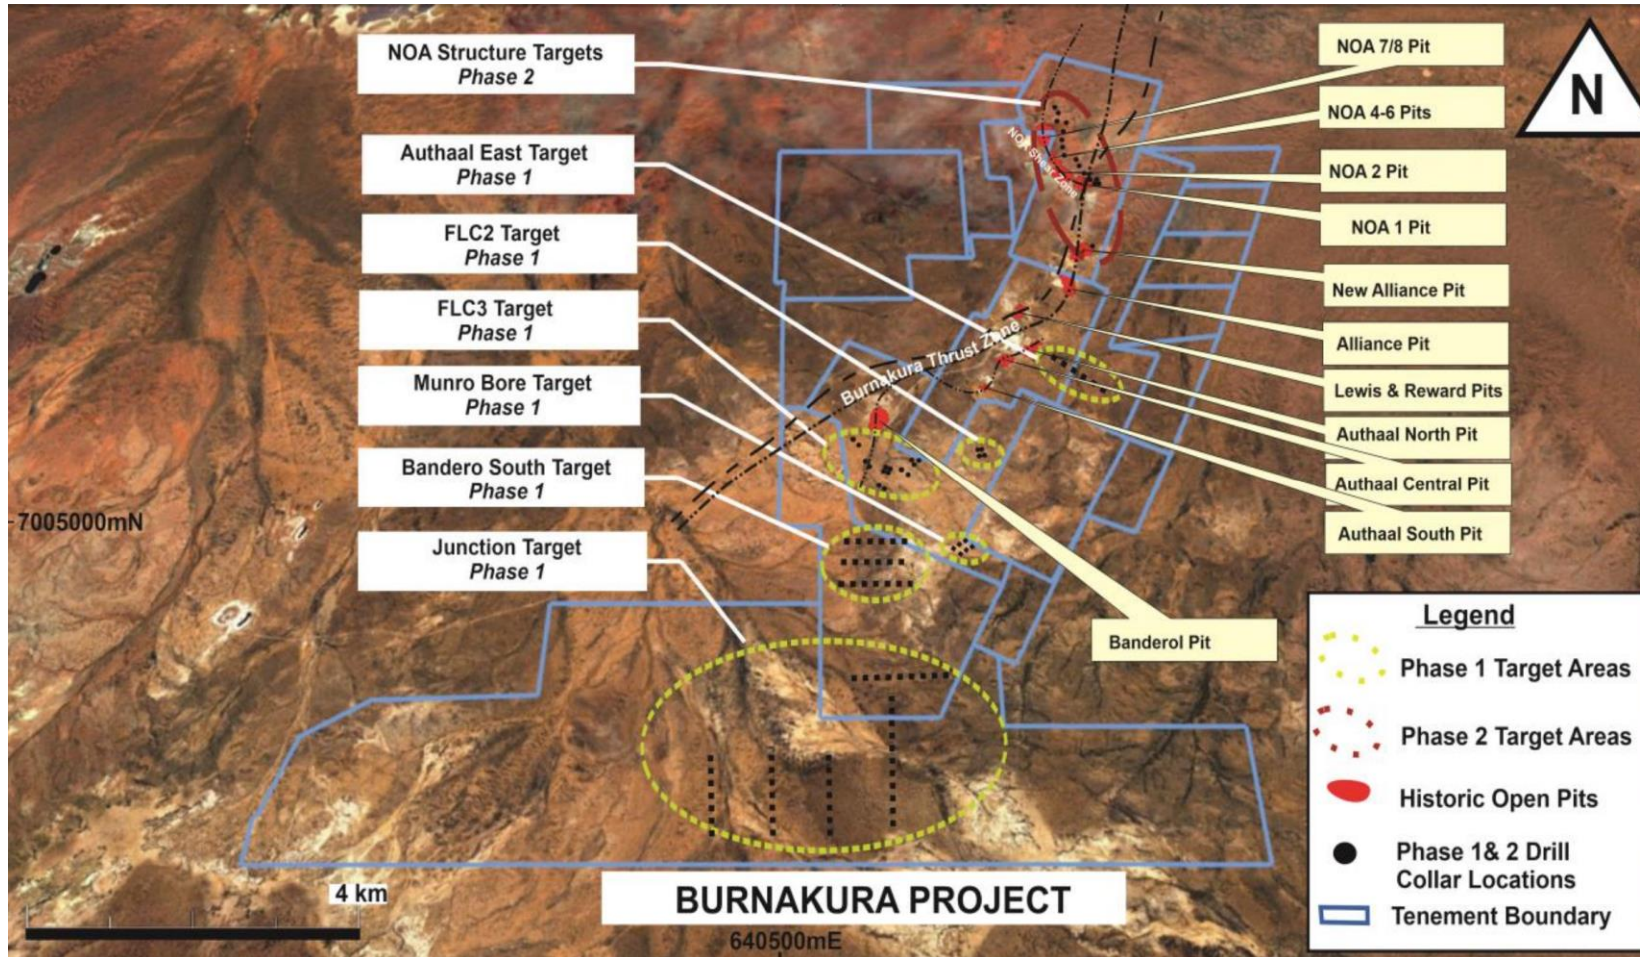 NOA Structure Targets
Phase 2
Authaal East Target
Phase 1
FLC2 Target
Phase 1
FLC3 Target
Phase 1
Munro Bore Target
Phase 1
Bandero South Target
Phase 1
Junction Target
Phase 1
7005000mN
NOA Shear Zone
Burnakura Thrust Zone
NOA 7/8 Pit
NOA 4-6 Pits
NOA 2 Pit
NOA 1 Pit
New Alliance Pit
Alliance Pit
Lewis & Reward Pits
Authaal North Pit
Authaal Central Pit
Authaal South Pit
Banderol Pit
N
Legend
Phase 1 Target Areas
Phase 2 Target Areas
Historic Open Pits
Phase 1& 2 Drill
Collar Locations
Tenement Boundary
4 km
BURNAKURA PROJECT
640500mE